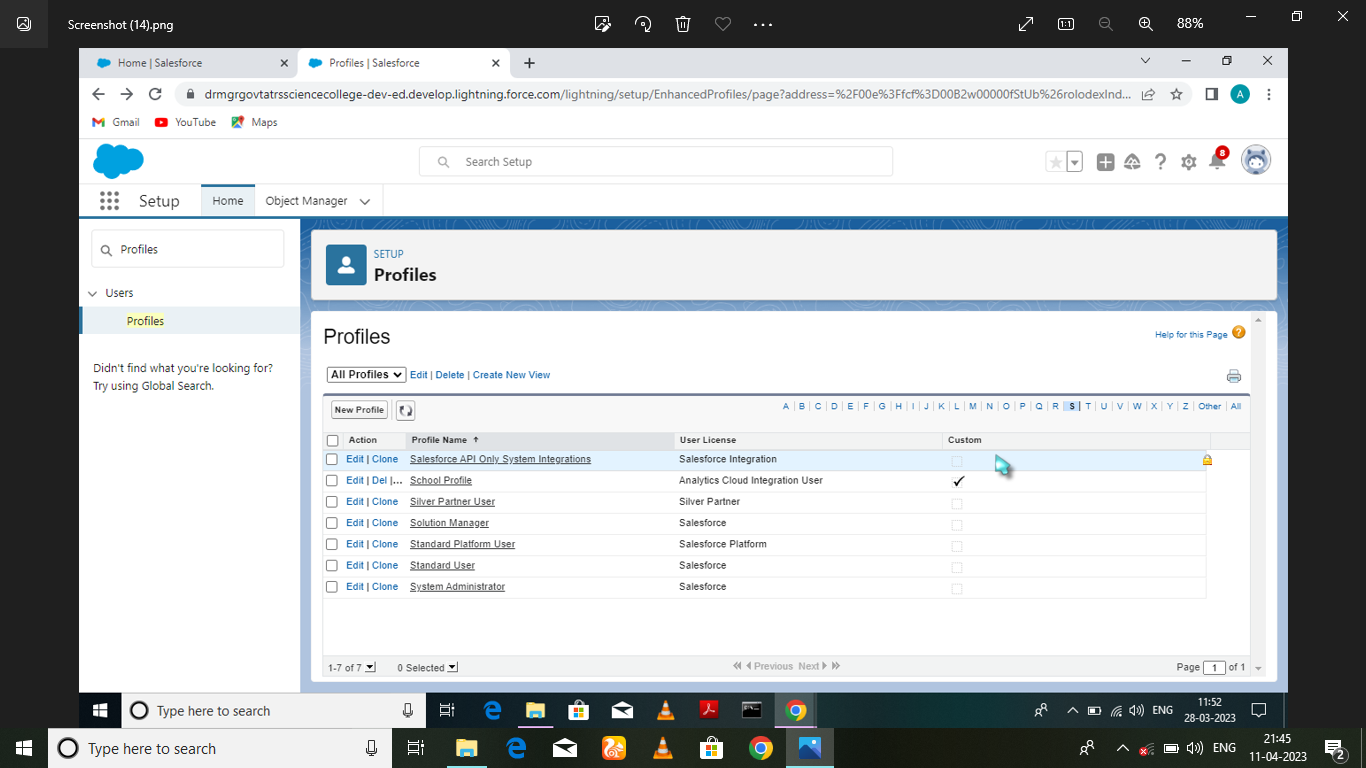 Screenshot (14).png
88%
Home | Salesforce
Profiles | Salesforce
drmgrgovtatrssciencecollege-dev-ed.develop.lightning.force.com/lightning/setup/EnhancedProfiles/page?address=%2F00e%3Ffcf%3D00B2w00000fStUb%26rolodexInd...
A
Gmail YouTube Maps
Search Setup
8
Setup Home Object Manager
Profiles
Users
Profiles
Didn't find what you're looking for?
Try using Global Search.
SETUP
Profiles
Profiles
Help for this Page ?
All Profiles Edit | Delete | Create New View
New Profile
A | B | C | D | E | F | G | H | I | J | K | L | M | N | O | P | Q | R | S | T | U | V | W | X | Y | Z | Other | All
Action Profile Name User License Custom
Edit | Clone Salesforce API Only System Integrations Salesforce Integration
Edit | Del |... School Profile Analytics Cloud Integration User
Edit | Clone Silver Partner User Silver Partner
Edit | Clone Solution Manager Salesforce
Edit | Clone Standard Platform User Salesforce Platform
Edit | Clone Standard User Salesforce
Edit | Clone System Administrator Salesforce
1-7 of 7 0 Selected Previous Next Page 1 of 1
Type here to search
ENG
11:52
28-03-2023
Type here to search
ENG
21:45
11-04-2023
2